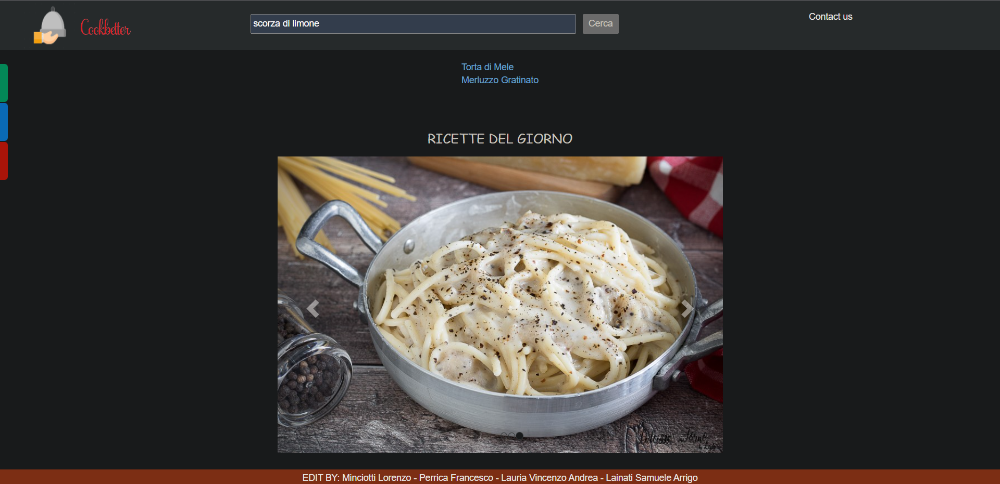 Cookbetter
scorza di limone
Cerca
Contact us
Torta di Mele
Merluzzo Gratinato
RICETTE DEL GIORNO
EDIT BY: Minciotti Lorenzo - Perrica Francesco - Lauria Vincenzo Andrea - Lainati Samuele Arrigo